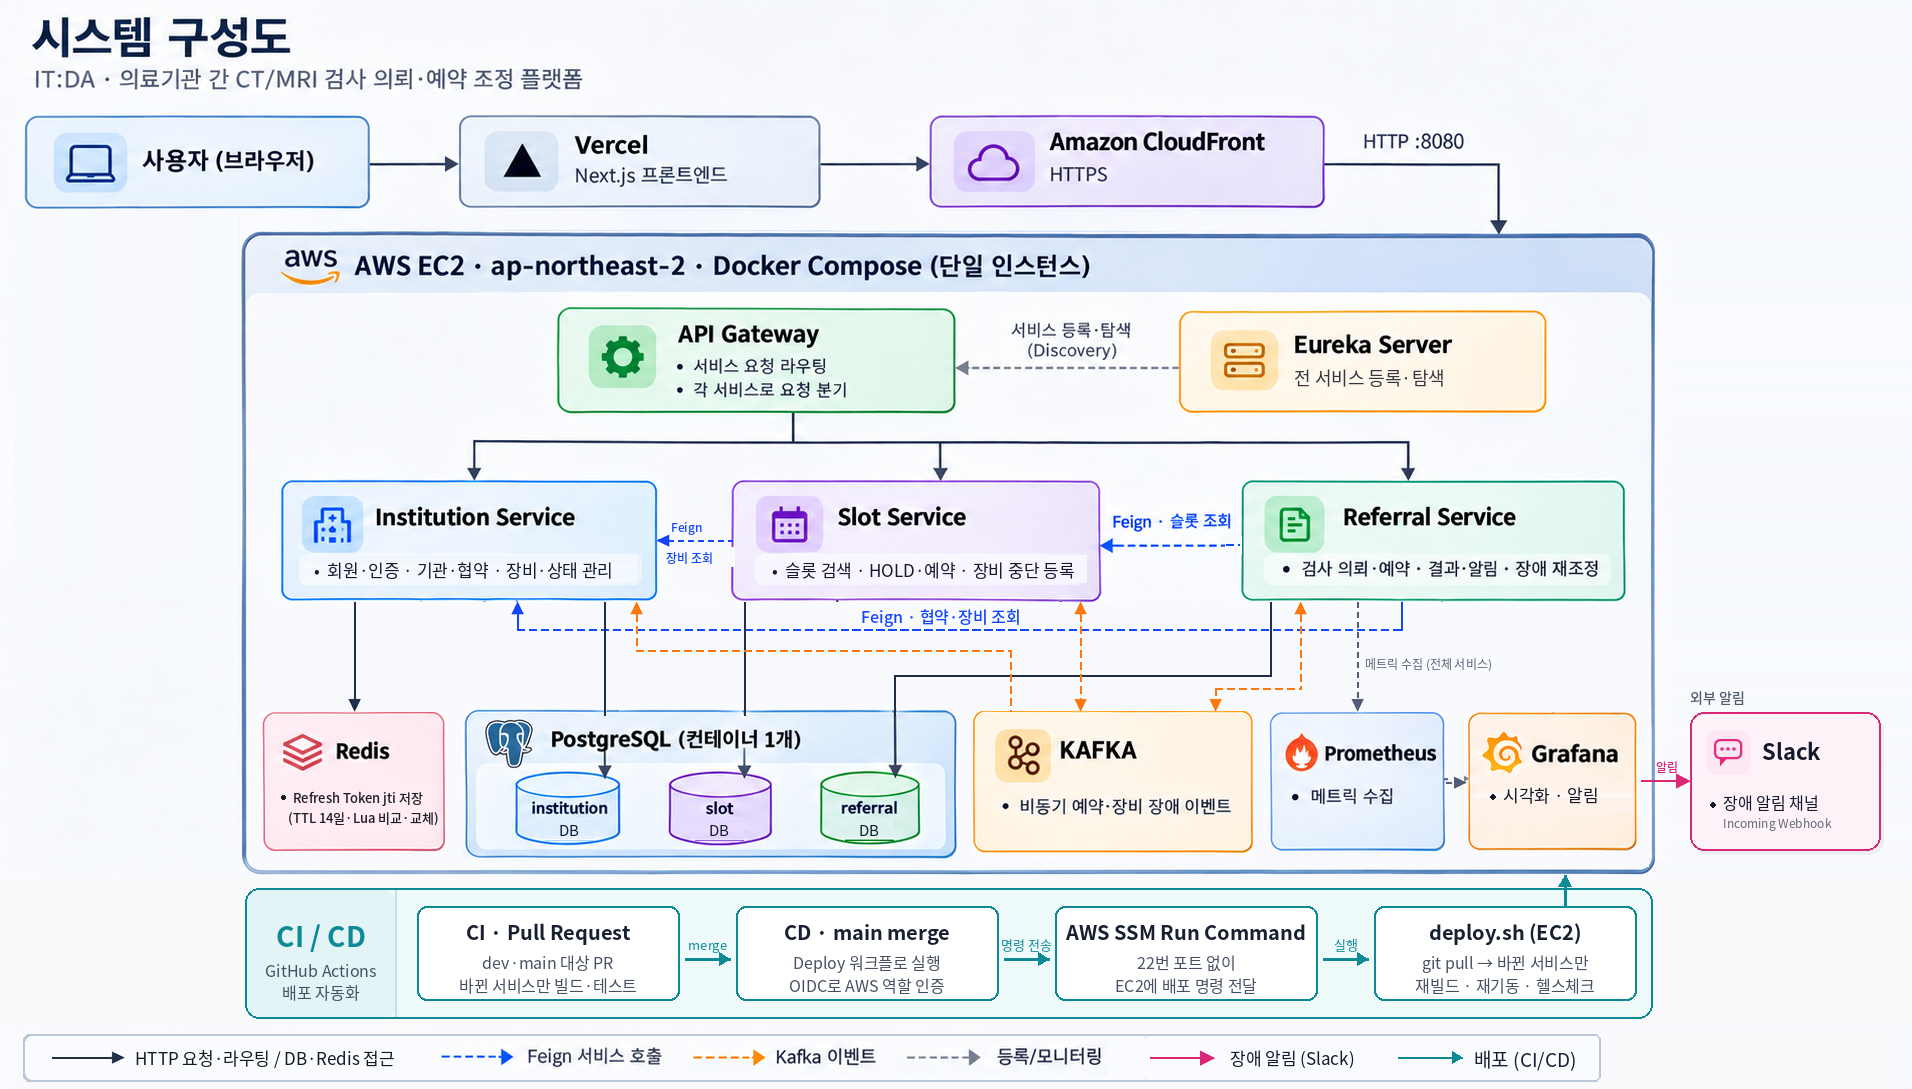 시스템 구성도
IT:DA · 의료기관 간 CT/MRI 검사 의뢰·예약 조정 플랫폼
사용자 (브라우저)
Vercel
Next.js 프론트엔드
Amazon CloudFront
HTTPS
HTTP :8080
aws
AWS EC2 · ap-northeast-2 · Docker Compose (단일 인스턴스)
API Gateway
• 서비스 요청 라우팅
• 각 서비스로 요청 분기
서비스 등록·탐색
(Discovery)
Eureka Server
전 서비스 등록·탐색
Institution Service
• 회원·인증 · 기관·협약 · 장비·상태 관리
Feign
장비 조회
Slot Service
• 슬롯 검색 · HOLD·예약 · 장비 중단 등록
Feign · 슬롯 조회
Referral Service
• 검사 의뢰·예약 · 결과·알림 · 장애 재조정
Feign · 협약·장비 조회
메트릭 수집 (전체 서비스)
Redis
• Refresh Token jti 저장
(TTL 14일·Lua 비교·교체)
PostgreSQL (컨테이너 1개)
institution
DB
slot
DB
referral
DB
KAFKA
• 비동기 예약·장비 장애 이벤트
Prometheus
• 메트릭 수집
Grafana
• 시각화 · 알림
알림
외부 알림
Slack
• 장애 알림 채널
Incoming Webhook
CI / CD
GitHub Actions
배포 자동화
CI · Pull Request
dev·main 대상 PR
바뀐 서비스만 빌드·테스트
merge
CD · main merge
Deploy 워크플로 실행
OIDC로 AWS 역할 인증
명령 전송
AWS SSM Run Command
22번 포트 없이
EC2에 배포 명령 전달
실행
deploy.sh (EC2)
git pull → 바뀐 서비스만
재빌드 · 재기동 · 헬스체크
HTTP 요청·라우팅 / DB·Redis 접근
Feign 서비스 호출
Kafka 이벤트
등록/모니터링
장애 알림 (Slack)
배포 (CI/CD)